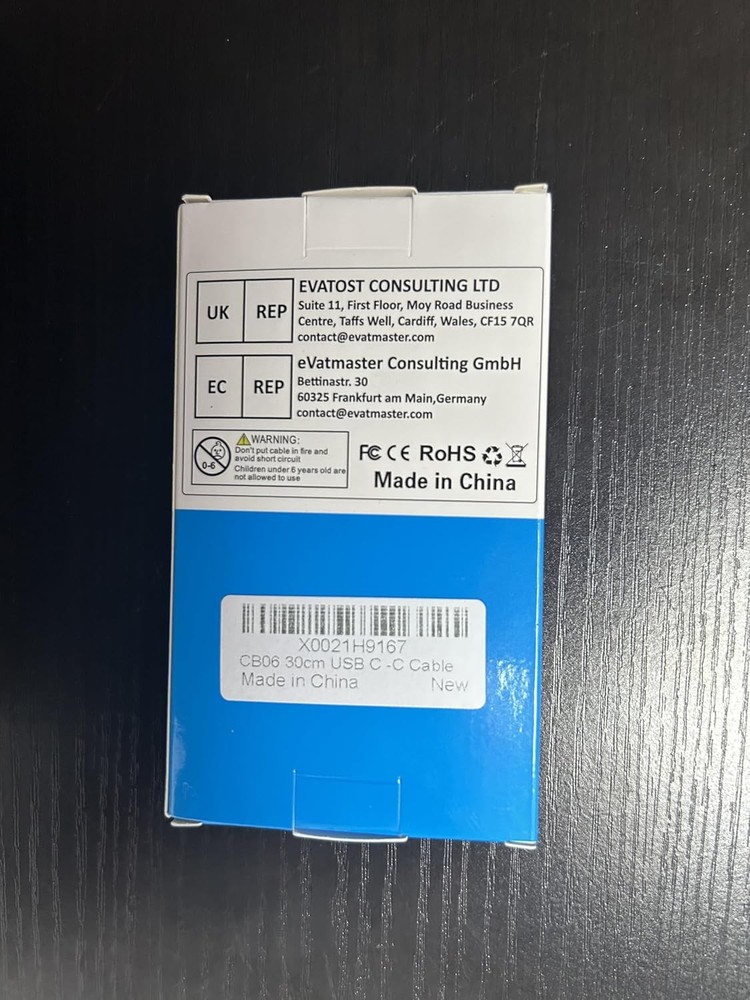 UK REP
EVATOST CONSULTING LTD
Suite 11, First Floor, Moy Road Business
Centre, Taffs Well, Cardiff, Wales, CF15 7QR
contact@evatmaster.com
EC REP
eVatmaster Consulting GmbH
Bettinastr. 30
60325 Frankfurt am Main,Germany
contact@evatmaster.com
0-6
WARNING:
Don't put cable in fire and
avoid short circuit
Children under 6 years old are
not allowed to use
FC CE RoHS
Made in China
X0021H9167
CB06 30cm USB C -C Cable
Made in China New